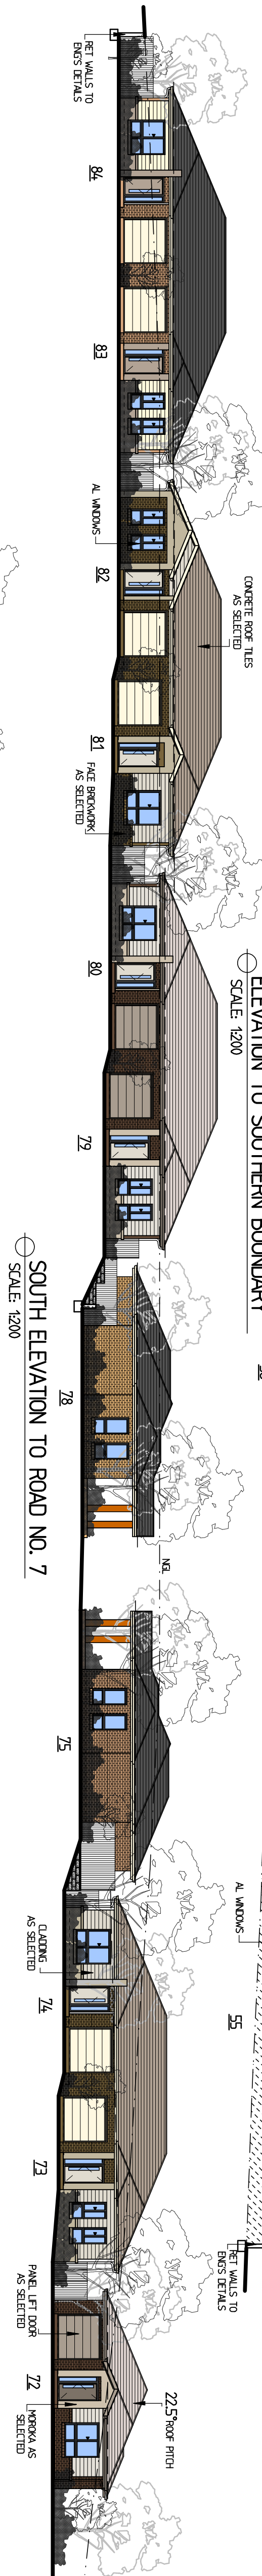 RET WALLS TO
ENG'S DETAILS
84
83
AL WINDOWS
82
CONCRETE ROOF TILES
AS SELECTED
81
FACE BRICKWORK
AS SELECTED
80
79
ELEVATION TO SOUTHERN BOUNDARY
SCALE: 1:200
SOUTH ELEVATION TO ROAD NO. 7
SCALE: 1:200
78
NGL
75
AL WINDOWS
55
RET WALLS TO
ENG'S DETAILS
CLADDING
AS SELECTED
74
73
PANEL LIFT DOOR
AS SELECTED
72
MOROKA AS
SELECTED
22.5° ROOF PITCH